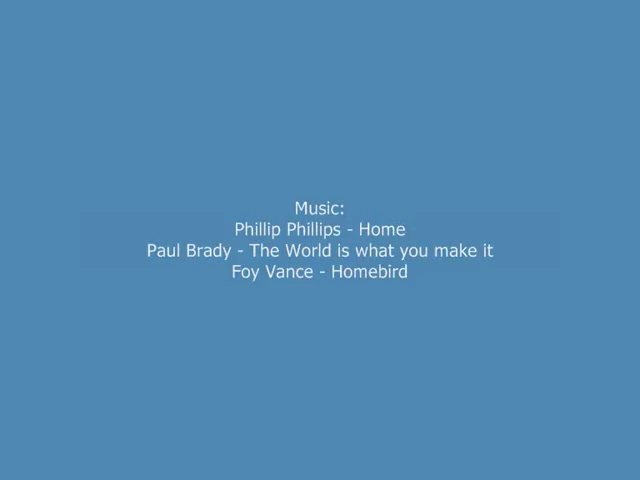 Music:
Phillip Phillips - Home
Paul Brady - The World is what you make it
Foy Vance - Homebird